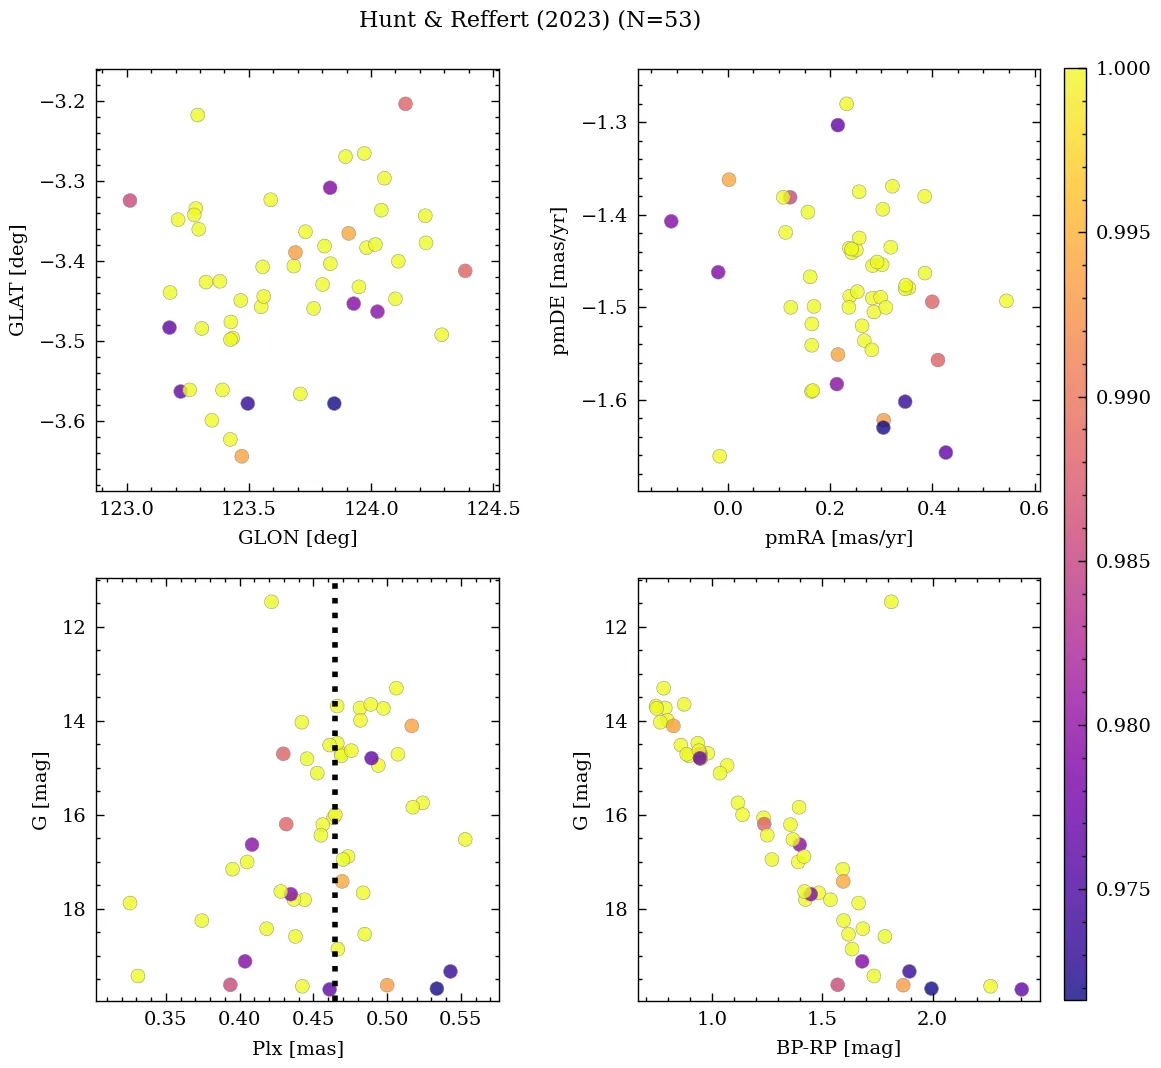 Hunt & Reffert (2023) (N=53)
−3.2
−3.3
−3.4
−3.5
−3.6
GLAT [deg]
123.0 123.5 124.0 124.5
GLON [deg]
−1.3
−1.4
−1.5
−1.6
pmDE [mas/yr]
0.0 0.2 0.4 0.6
pmRA [mas/yr]
12
14
16
18
G [mag]
0.35 0.40 0.45 0.50 0.55
Plx [mas]
12
14
16
18
G [mag]
1.0 1.5 2.0
BP-RP [mag]
1.000
0.995
0.990
0.985
0.980
0.975